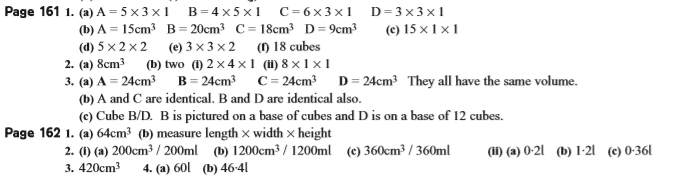 Page 161 1. (a) A = 5 × 3 × 1 B = 4 × 5 × 1 C = 6 × 3 × 1 D = 3 × 3 × 1
(b) A = 15cm³ B = 20cm³ C = 18cm³ D = 9cm³ (c) 15 × 1 × 1
(d) 5 × 2 × 2 (e) 3 × 3 × 2 (f) 18 cubes
2. (a) 8cm³ (b) two (i) 2 × 4 × 1 (ii) 8 × 1 × 1
3. (a) A = 24cm³ B = 24cm³ C = 24cm³ D = 24cm³ They all have the same volume.
(b) A and C are identical. B and D are identical also.
(c) Cube B/D. B is pictured on a base of cubes and D is on a base of 12 cubes.
Page 162 1. (a) 64cm³ (b) measure length × width × height
2. (i) (a) 200cm³ / 200ml (b) 1200cm³ / 1200ml (c) 360cm³ / 360ml (ii) (a) 0·2l (b) 1·2l (c) 0·36l
3. 420cm³ 4. (a) 60l (b) 46·4l